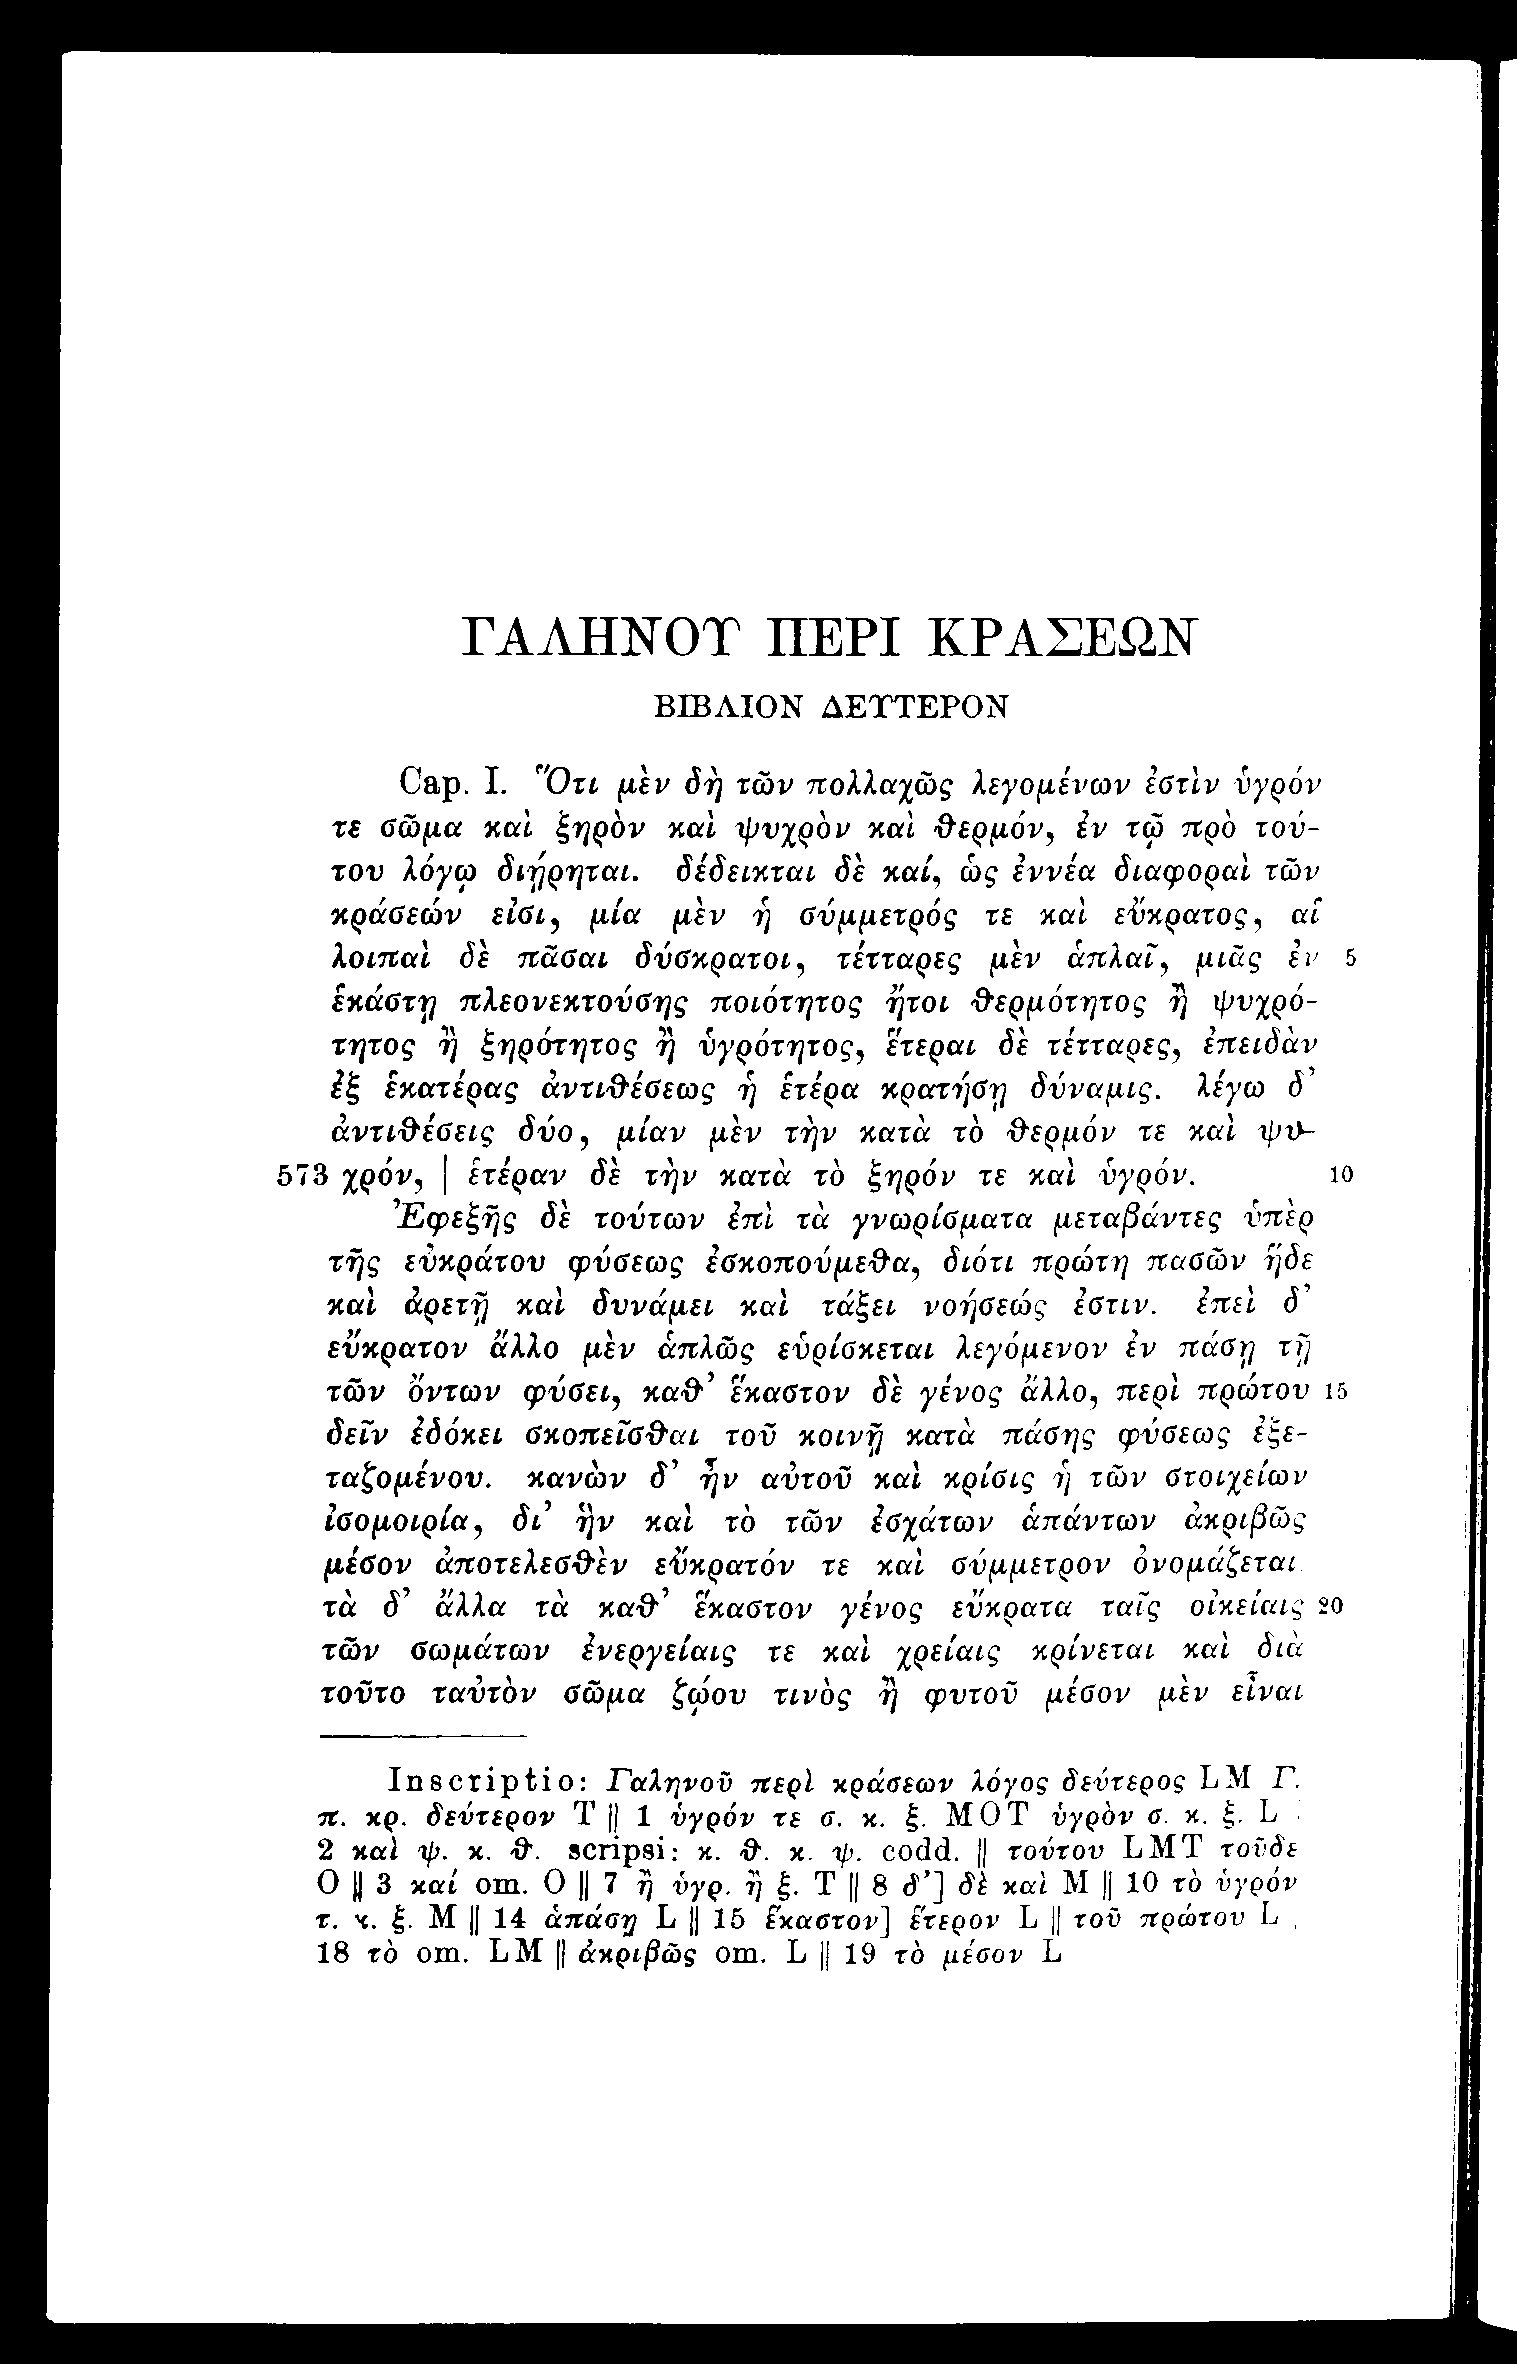 ΓΑΛΗΝΟΥ ΠΕΡΙ ΚΡΑΣΕΩΝ
ΒΙΒΛΙΟΝ ΔΕΥΤΕΡΟΝ
Cap. I. Ὅτι μὲν δὴ τῶν πολλαχῶς λεγομένων ἐστὶν ὑγρόν
τε σῶμα καὶ ξηρὸν καὶ ψυχρὸν καὶ θερμόν, ἐν τῷ πρὸ τού-
του λόγῳ διῄρηται. δέδεικται δὲ καί, ὡς ἐννέα διαφοραὶ τῶν
κράσεών εἰσι, μία μὲν ἡ σύμμετρός τε καὶ εὔκρατος, αἱ
λοιπαὶ δὲ πᾶσαι δύσκρατοι, τέτταρες μὲν ἁπλαῖ, μιᾶς ἐν 5
ἑκάστῃ πλεονεκτούσης ποιότητος ἤτοι θερμότητος ἢ ψυχρό-
τητος ἢ ξηρότητος ἢ ὑγρότητος, ἕτεραι δὲ τέτταρες, ἐπειδὰν
ἐξ ἑκατέρας ἀντιθέσεως ἡ ἑτέρα κρατήσῃ δύναμις. λέγω δ’
ἀντιθέσεις δύο, μίαν μὲν τὴν κατὰ τὸ θερμόν τε καὶ ψυ-
573 χρόν, | ἑτέραν δὲ τὴν κατὰ τὸ ξηρόν τε καὶ ὑγρόν. 10
Ἐφεξῆς δὲ τούτων ἐπὶ τὰ γνωρίσματα μεταβάντες ὑπὲρ
τῆς εὐκράτου φύσεως ἐσκοπούμεθα, διότι πρώτη πασῶν ἥδε
καὶ ἀρετῇ καὶ δυνάμει καὶ τάξει νοήσεώς ἐστιν. ἐπεὶ δ’
εὔκρατον ἄλλο μὲν ἁπλῶς εὑρίσκεται λεγόμενον ἐν πάσῃ τῇ
τῶν ὄντων φύσει, καθ’ ἕκαστον δὲ γένος ἄλλο, περὶ πρώτου 15
δεῖν ἐδόκει σκοπεῖσθαι τοῦ κοινῇ κατὰ πάσης φύσεως ἐξε-
ταζομένου. κανὼν δ’ ἦν αὐτοῦ καὶ κρίσις ἡ τῶν στοιχείων
ἰσομοιρία, δι’ ἣν καὶ τὸ τῶν ἐσχάτων ἁπάντων ἀκριβῶς
μέσον ἀποτελεσθὲν εὔκρατόν τε καὶ σύμμετρον ὀνομάζεται
τὰ δ’ ἄλλα τὰ καθ’ ἕκαστον γένος εὔκρατα ταῖς οἰκείαις 20
τῶν σωμάτων ἐνεργείαις τε καὶ χρείαις κρίνεται καὶ διὰ
τοῦτο ταὐτὸν σῶμα ζῴου τινὸς ἢ φυτοῦ μέσον μὲν εἶναι
Inscriptio: Γαληνοῦ περὶ κράσεων λόγος δεύτερος LM Γ.
π. κρ. δεύτερον T || 1 ὑγρόν τε σ. κ. ξ. MOT ὑγρὸν σ. κ. ξ. L
2 καὶ ψ. κ. θ. scripsi: κ. θ. κ. ψ. codd. || τούτου LMT τοῦδε
O || 3 καί om. O || 7 ἢ ὑγρ. ἢ ξ. T || 8 δ’] δὲ καὶ M || 10 τὸ ὑγρόν
τ. κ. ξ. M || 14 ἁπάσῃ L || 15 ἕκαστον] ἕτερον L || τοῦ πρώτου L
18 τὸ om. LM || ἀκριβῶς om. L || 19 τὸ μέσον L